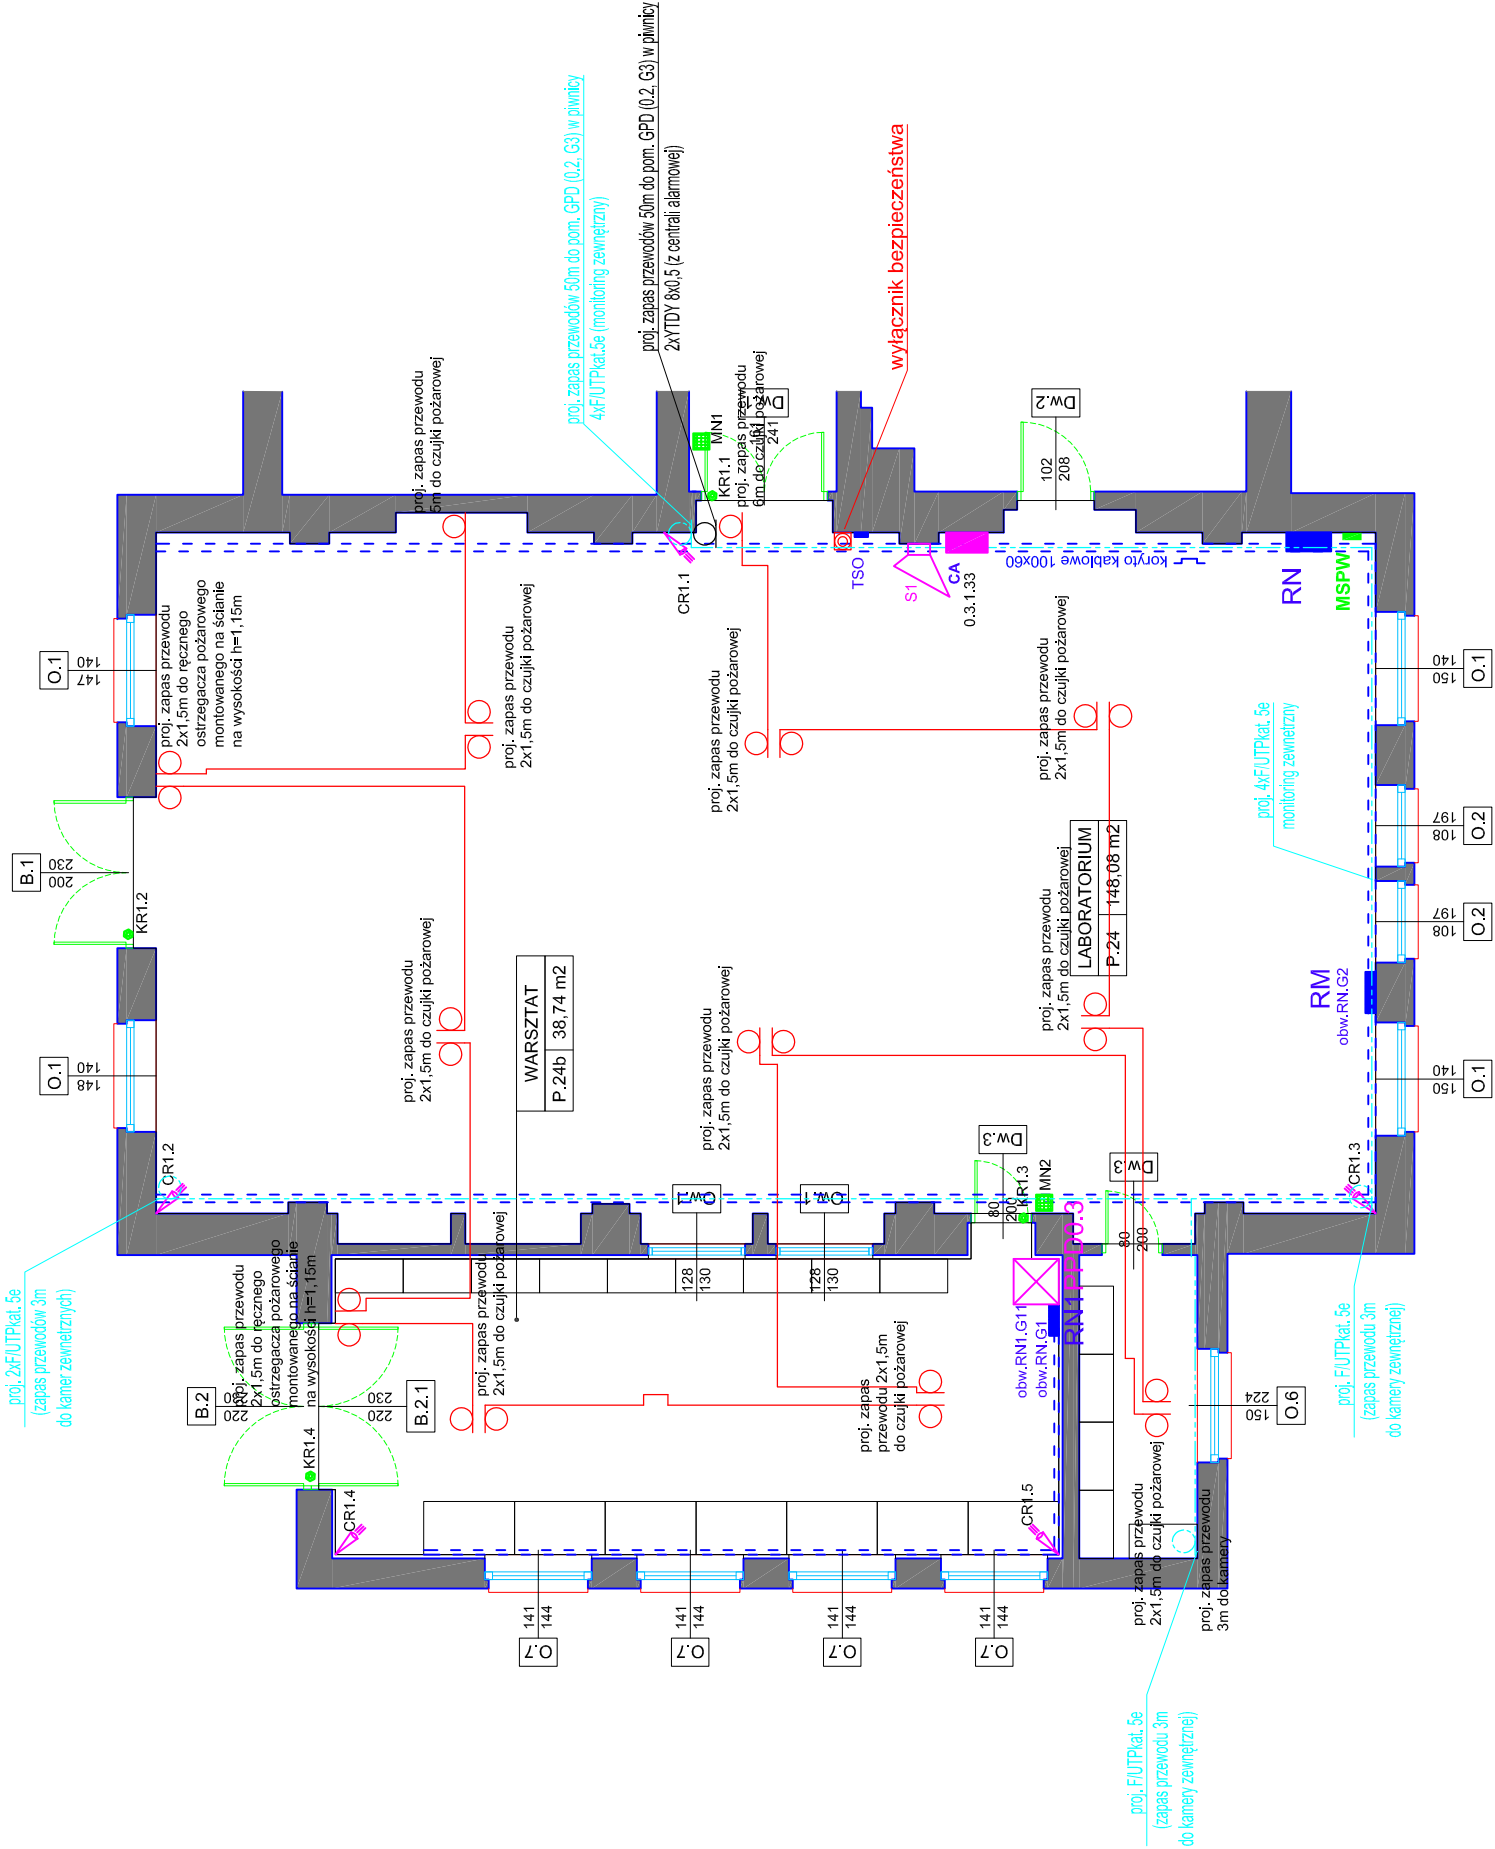 proj. zapas przewodów 50m do pom. GPD (0.2, G3) w piwnicy
4xF/UTPkat.5e (monitoring zewnętrzny)
proj. zapas przewodów 50m do pom. GPD (0.2, G3) w piwnicy
2xYTDY 8x0,5 (z centrali alarmowej)
wyłącznik bezpieczeństwa
proj. zapas przewodu
5m do czujki pożarowej
MN1
KR1.1
proj. zapas przewodu
6m do czujki pożarowej
Dw.1
161
241
Dw.2
102
208
O.1
140
147
proj. zapas przewodu
2x1,5m do ręcznego
ostrzegacza pożarowego
montowanego na ścianie
na wysokości h=1,15m
proj. zapas przewodu
2x1,5m do czujki pożarowej
CR1.1
TSO
S1
CA
0.3.1.33
koryto kablowe 100x60
RN
MSPW
proj. zapas przewodu
2x1,5m do czujki pożarowej
proj. zapas przewodu
2x1,5m do czujki pożarowej
O.1
140
150
B.1
230
200
KR1.2
proj. 4xF/UTPkat. 5e
monitoring zewnetrzny
O.2
197
108
O.2
197
108
LABORATORIUM
P.24
148,08 m2
proj. zapas przewodu
2x1,5m do czujki pożarowej
proj. zapas przewodu
2x1,5m do czujki pożarowej
WARSZTAT
P.24b
38,74 m2
proj. zapas przewodu
2x1,5m do czujki pożarowej
RM
obw.RN.G2
O.1
140
148
O.1
140
150
CR1.2
CR1.3
Dw.3
80
200
KR1.3
MN2
Dw.3
80
200
Ow.1
128
130
Ow.1
128
130
RN1 PPD0.3
obw.RN1.G11
obw.RN.G1
proj. 2xF/UTPkat. 5e
(zapas przewodów 3m
do kamer zewnetrznych)
proj. zapas przewodu
2x1,5m do ręcznego
ostrzegacza pożarowego
montowanego na ścianie
na wysokości h=1,15m
proj. zapas przewodu
2x1,5m do czujki pożarowej
proj. zapas
przewodu 2x1,5m
do czujki pożarowej
B.2
230
220
B.2.1
230
220
KR1.4
CR1.4
CR1.5
O.6
224
150
proj. F/UTPkat. 5e
(zapas przewodu 3m
do kamery zewnętrznej)
proj. zapas przewodu
2x1,5m do czujki pożarowej
proj. zapas przewodu
3m do kamery
O.7
141
144
O.7
141
144
O.7
141
144
O.7
141
144
proj. F/UTPkat. 5e
(zapas przewodu 3m
do kamery zewnętrznej)